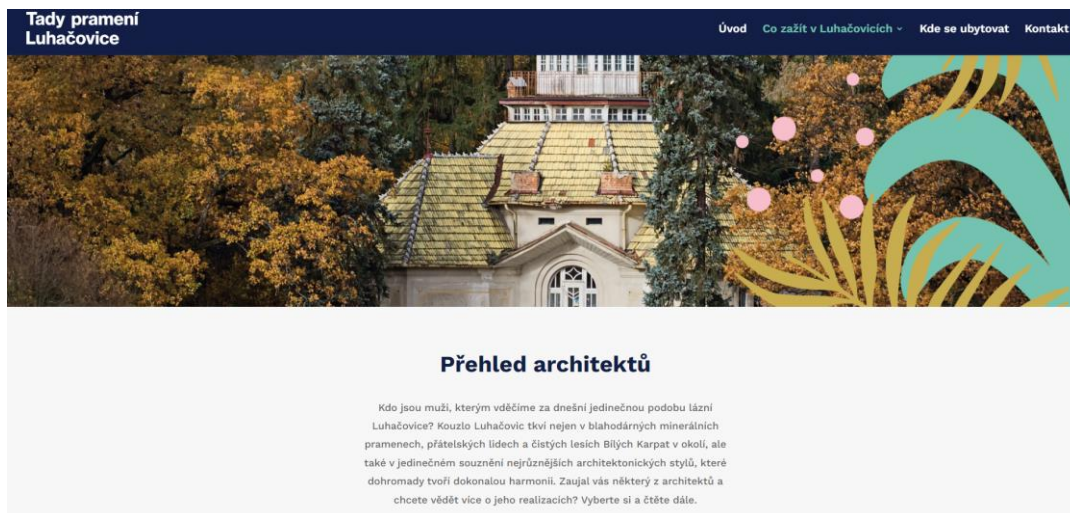 Tady pramení
Luhačovice
Úvod Co zažít v Luhačovicích Kde se ubytovat Kontakt
Přehled architektů
Kdo jsou muži, kterým vděčíme za dnešní jedinečnou podobu lázní
Luhačovice? Kouzlo Luhačovic tkví nejen v blahodárných minerálních
pramenech, přátelských lidech a čistých lesích Bílých Karpat v okolí, ale
také v jedinečném souznění nejrůznějších architektonických stylů, které
dohromady tvoří dokonalou harmonii. Zaujal vás některý z architektů a
chcete vědět více o jeho realizacích? Vyberte si a čtěte dále.